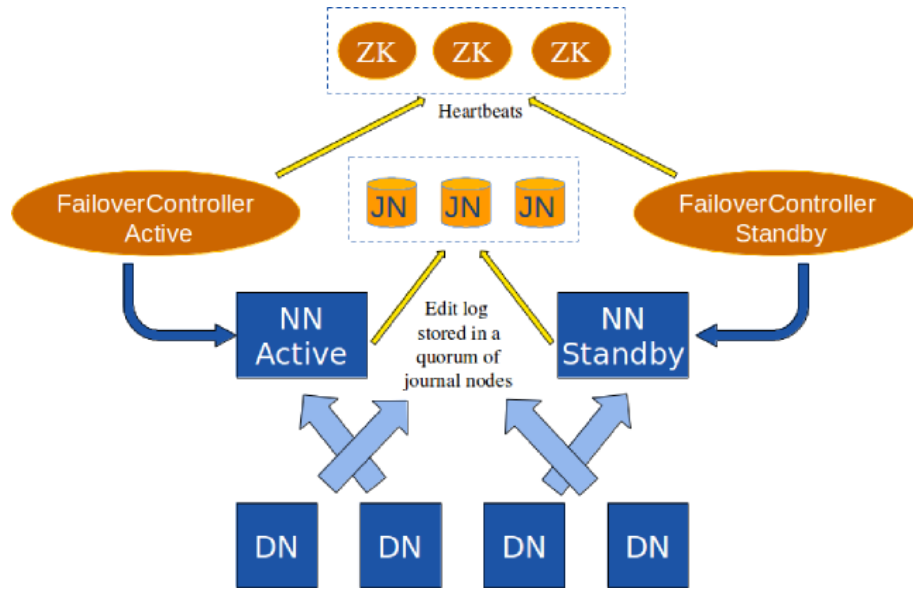 ZK ZK ZK
Heartbeats
FailoverController
Active
JN JN JN
FailoverController
Standby
NN
Active
Edit log
stored in a
quorum of
journal nodes
NN
Standby
DN DN DN DN